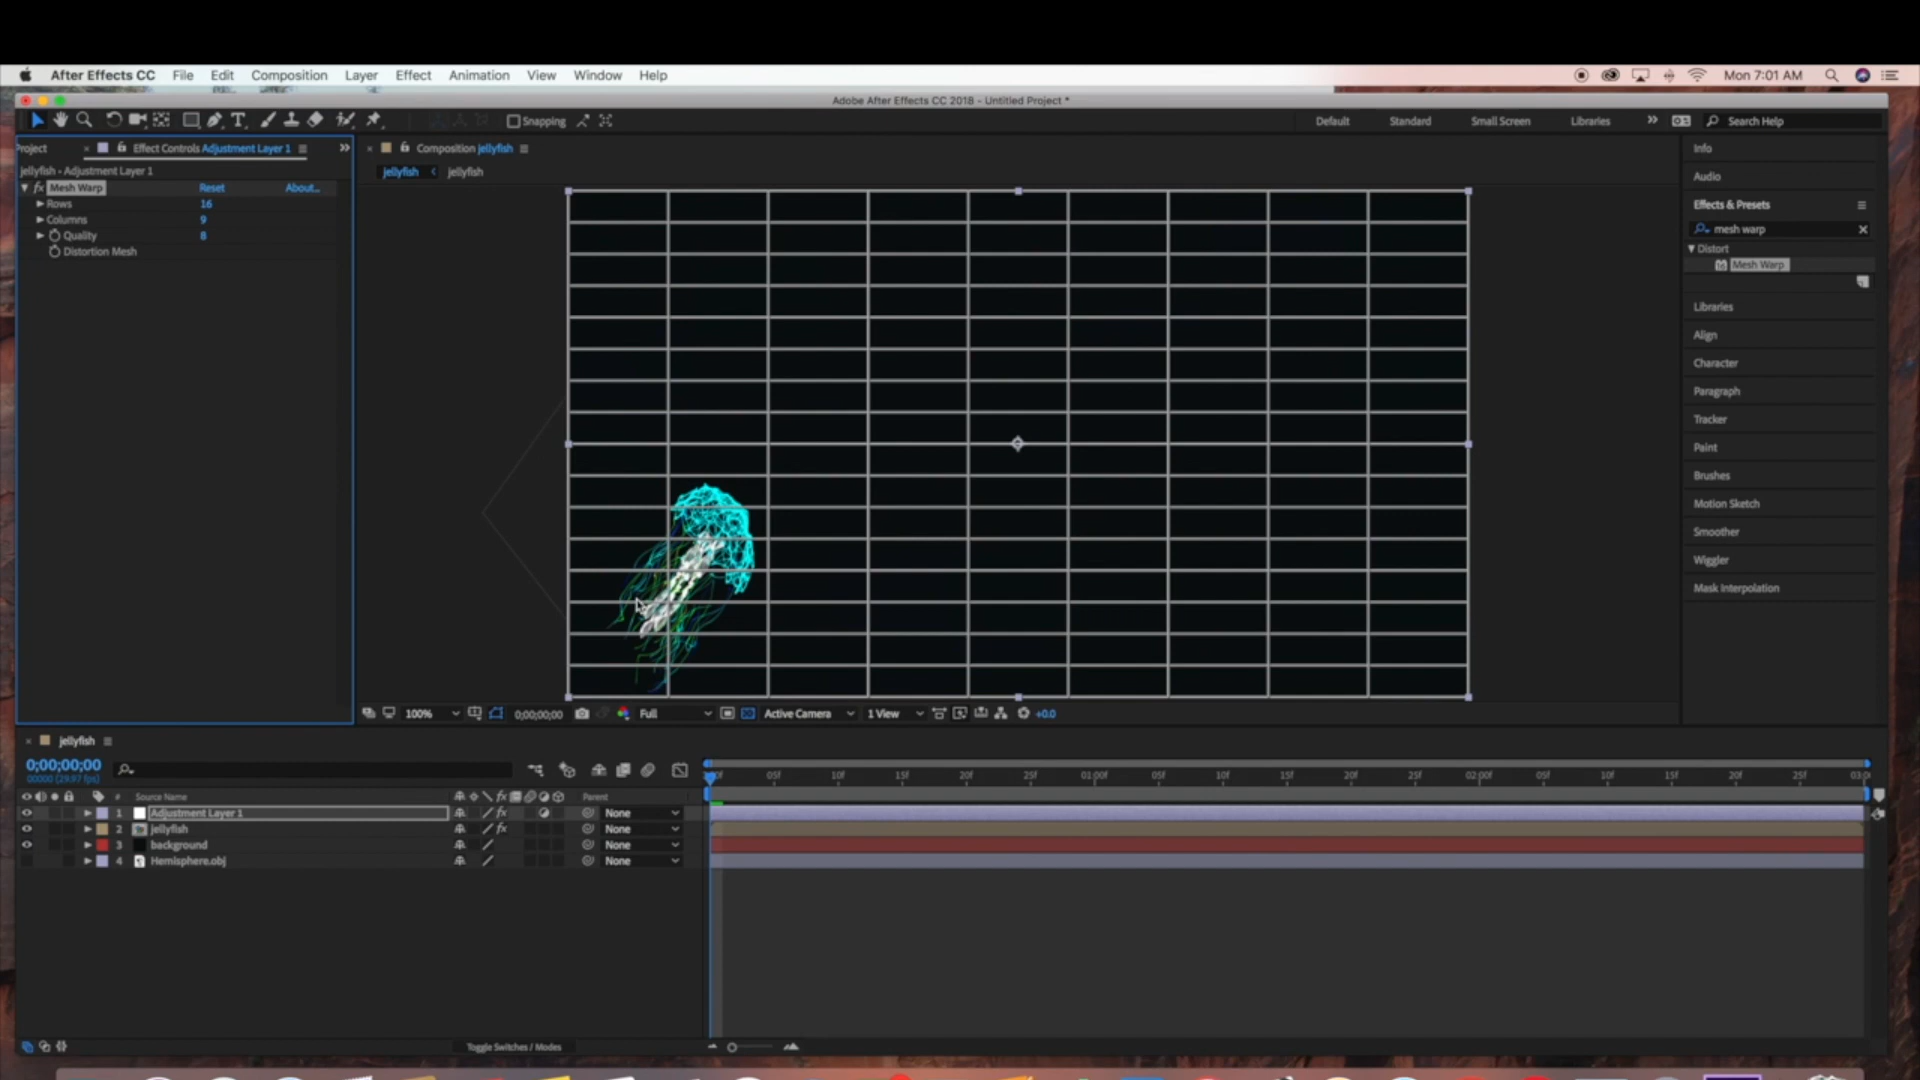 After Effects CC File Edit Composition Layer Effect Animation View Window Help Mon 7:01 AM
Adobe After Effects CC 2018 - Untitled Project *
Snapping Default Standard Small Screen Libraries Search Help
Project Effect Controls Adjustment Layer 1
jellyfish • Adjustment Layer 1
fx Mesh Warp Reset About...
Rows 16
Columns 9
Quality 8
Distortion Mesh
Composition jellyfish
jellyfish jellyfish
100% 0;00;00;00 Full Active Camera 1 View +0.0
Info
Audio
Effects & Presets
mesh warp
Distort
Mesh Warp
Libraries
Align
Character
Paragraph
Tracker
Paint
Brushes
Motion Sketch
Smoother
Wiggler
Mask Interpolation
jellyfish
0;00;00;00
00000 (29.97 fps)
05f 10f 15f 20f 25f 01:00f 05f 10f 15f 20f 25f 02:00f 05f 10f 15f 20f 25f
# Source Name fx Parent
1 Adjustment Layer 1 fx None
2 jellyfish fx None
3 background None
4 Hemisphere.obj None
Toggle Switches / Modes